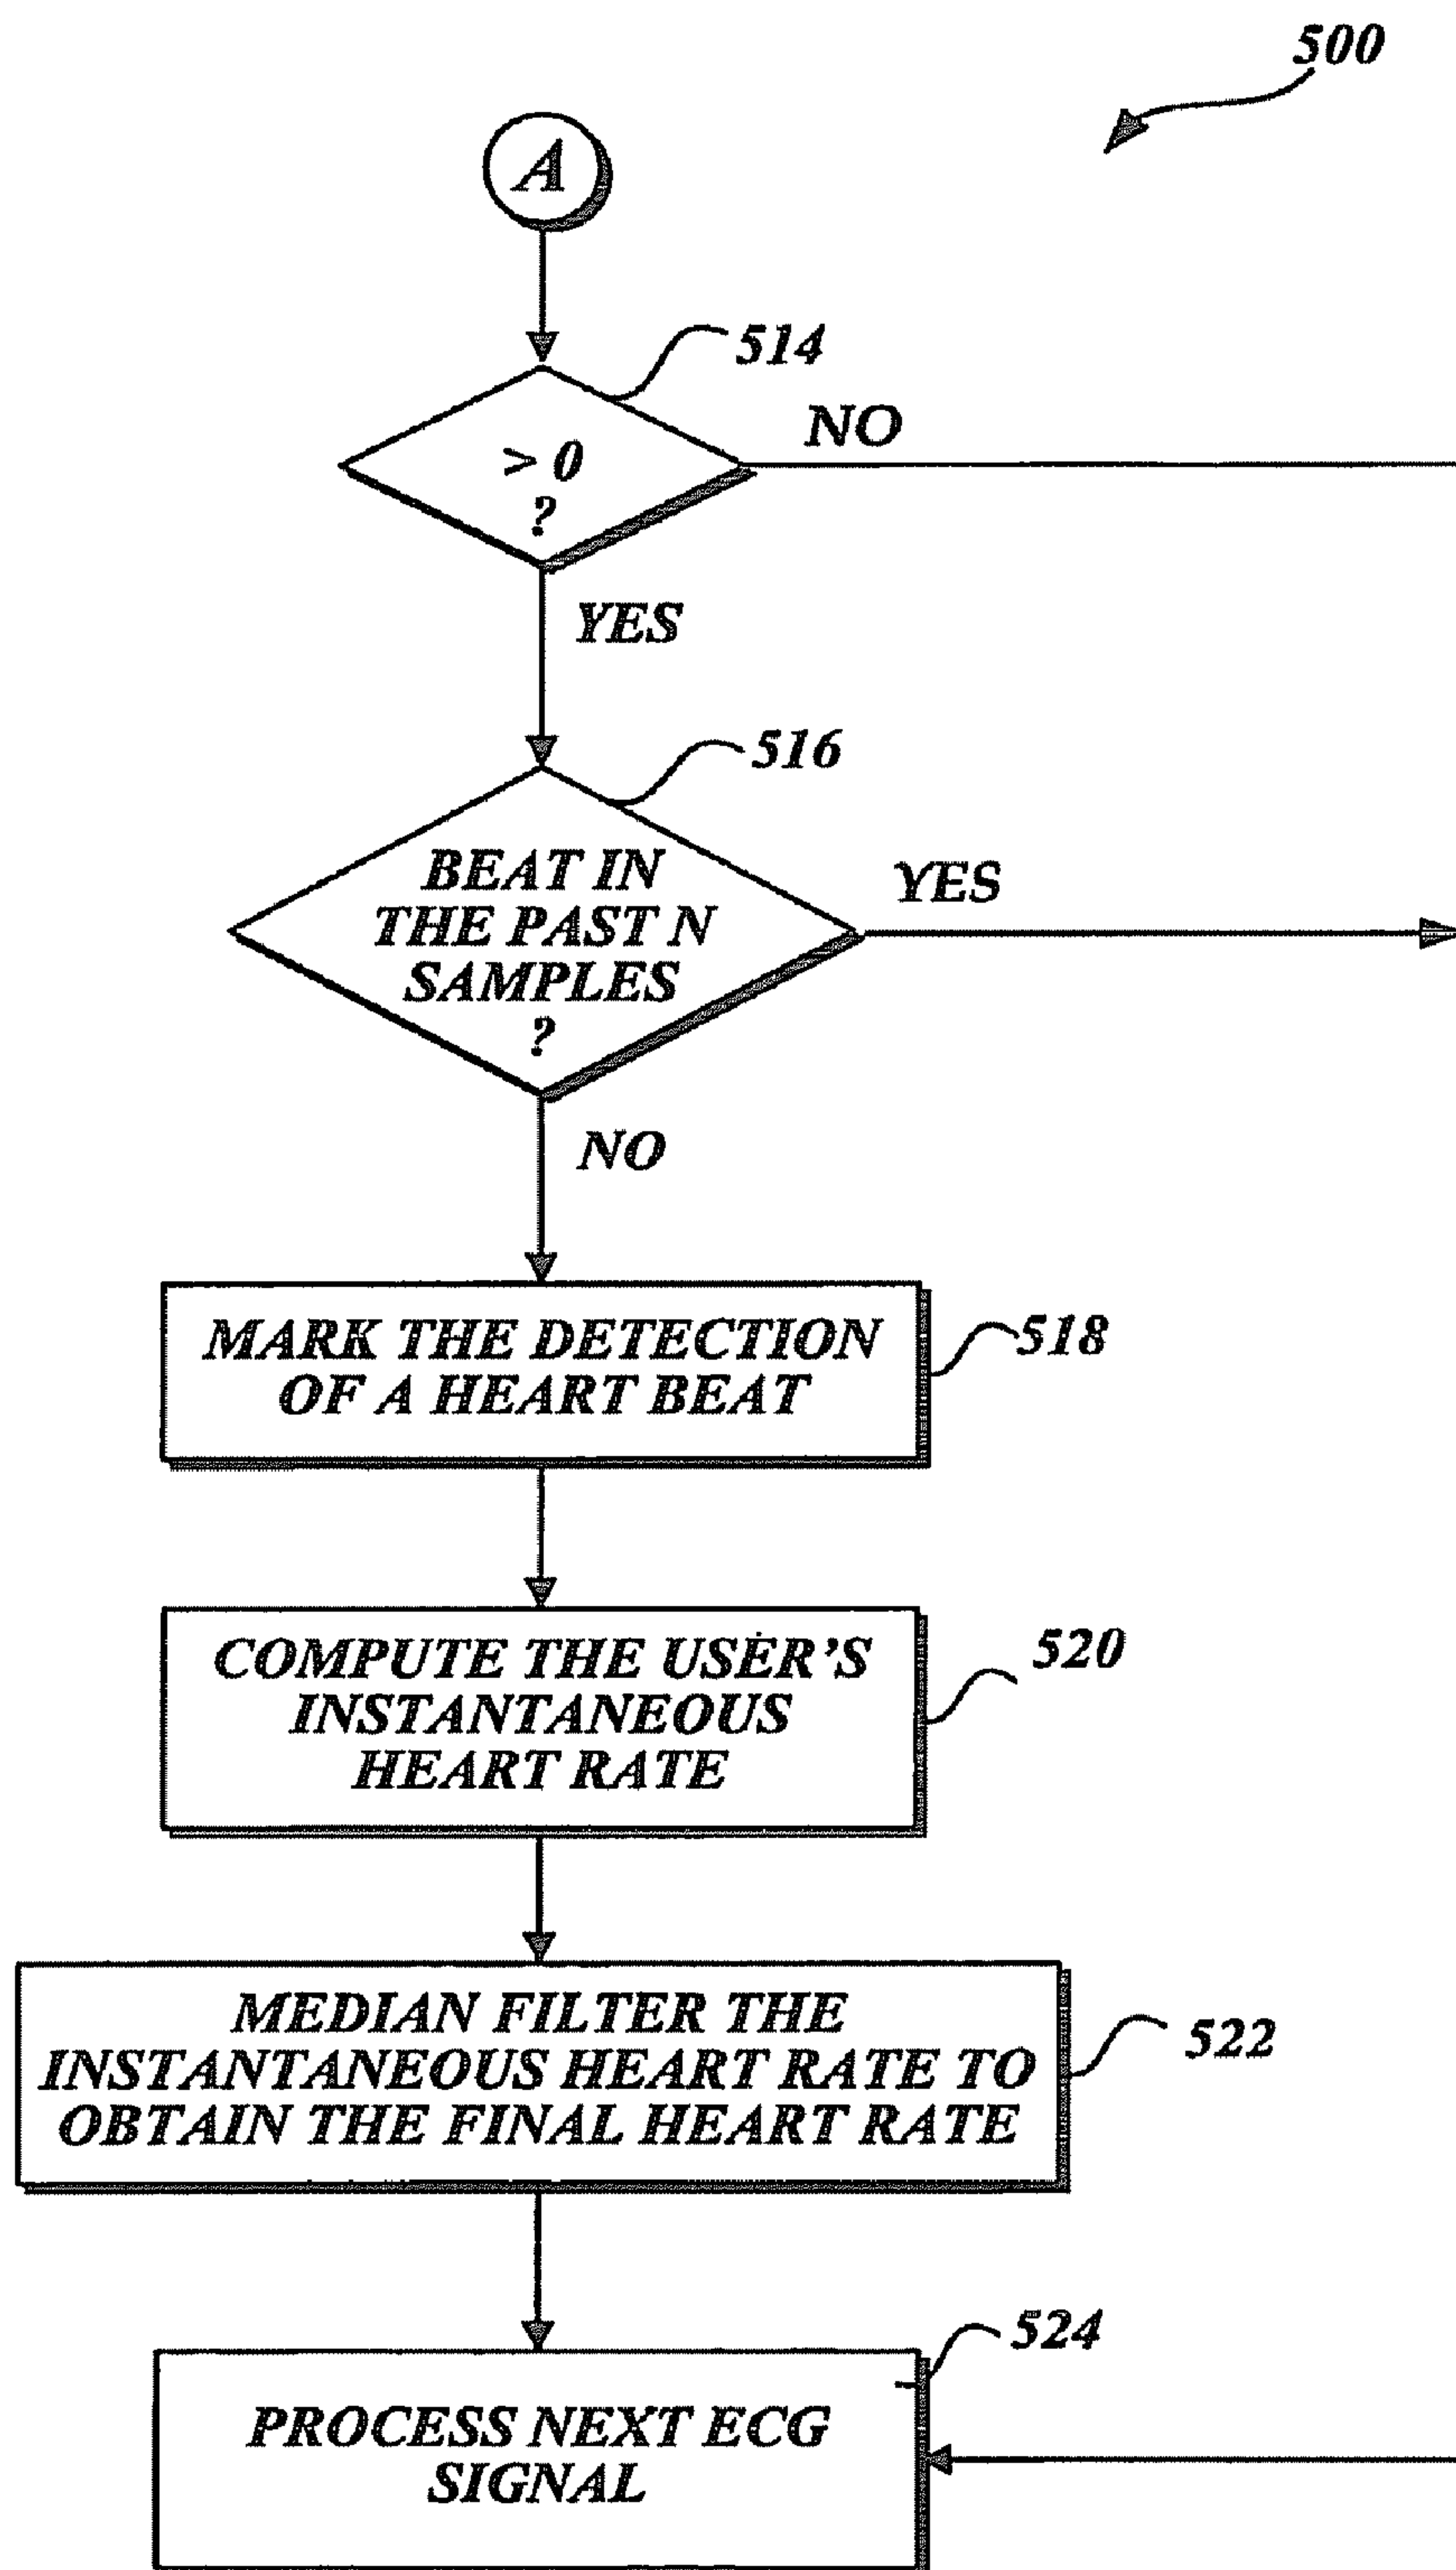 500
A
514
> 0
?
NO
YES
516
BEAT IN
THE PAST N
SAMPLES
?
YES
NO
MARK THE DETECTION
OF A HEART BEAT
518
COMPUTE THE USER'S
INSTANTANEOUS
HEART RATE
520
MEDIAN FILTER THE
INSTANTANEOUS HEART RATE TO
OBTAIN THE FINAL HEART RATE
522
524
PROCESS NEXT ECG
SIGNAL